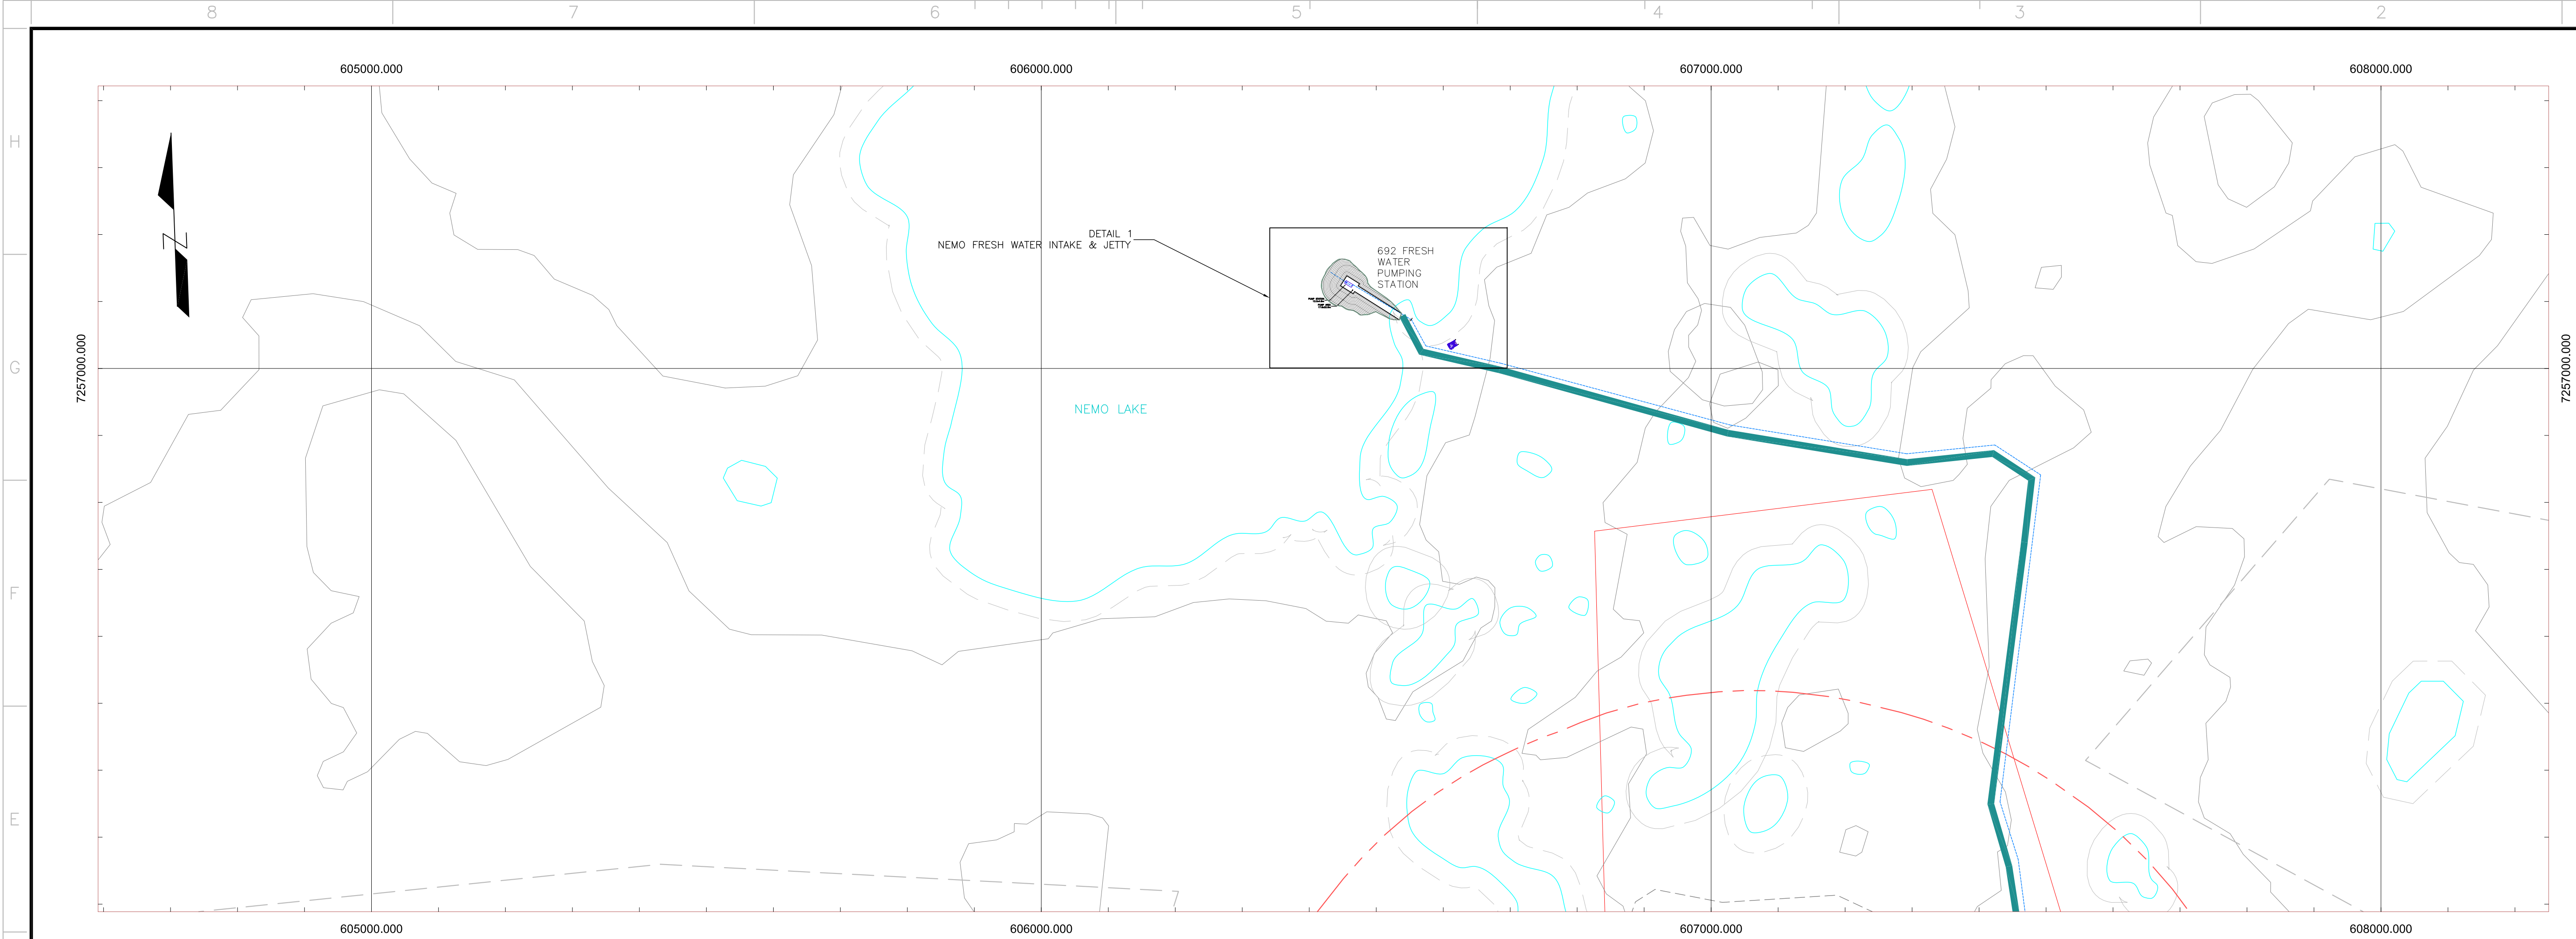 8 7 6 5 4 3 2
605000.000 606000.000 607000.000 608000.000
H
G
F
E
N
DETAIL 1
NEMO FRESH WATER INTAKE & JETTY
692 FRESH
WATER
PUMPING
STATION
7257000.000
7257000.000
NEMO LAKE
605000.000 606000.000 607000.000 608000.000